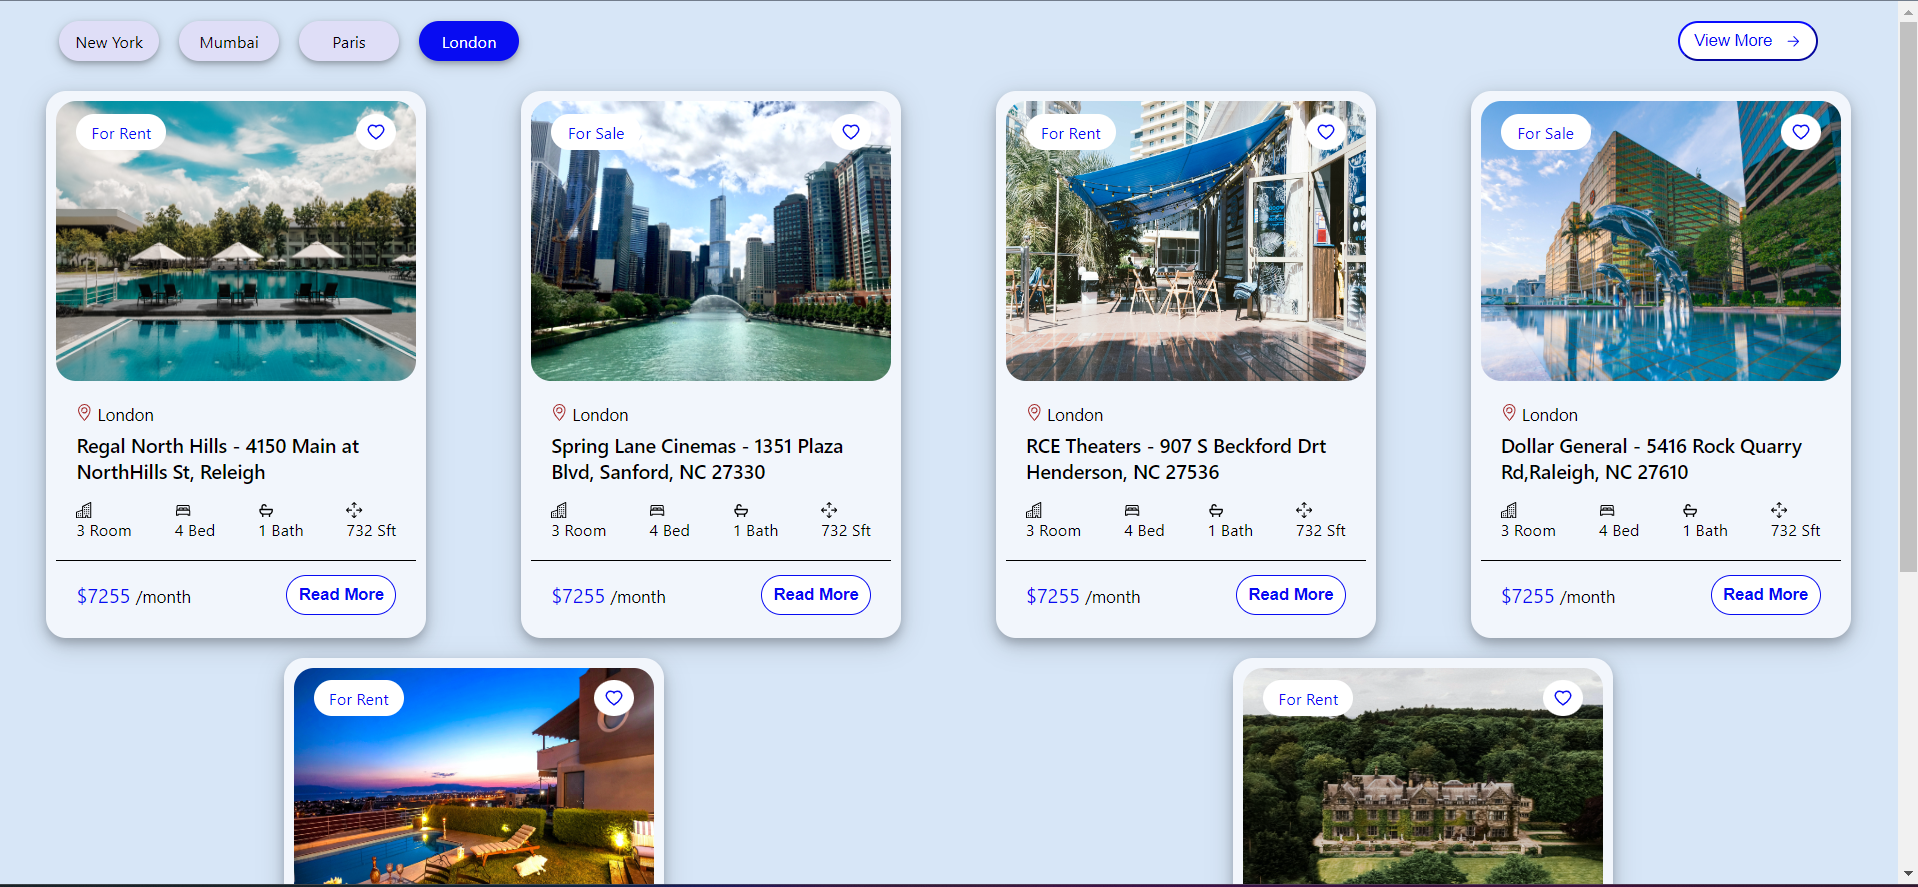 New York
Mumbai
Paris
London
View More
For Rent
For Sale
For Rent
For Sale
London
Regal North Hills - 4150 Main at
NorthHills St, Releigh
3 Room 4 Bed 1 Bath 732 Sft
$7255 /month
Read More
London
Spring Lane Cinemas - 1351 Plaza
Blvd, Sanford, NC 27330
3 Room 4 Bed 1 Bath 732 Sft
$7255 /month
Read More
London
RCE Theaters - 907 S Beckford Drt
Henderson, NC 27536
3 Room 4 Bed 1 Bath 732 Sft
$7255 /month
Read More
London
Dollar General - 5416 Rock Quarry
Rd,Raleigh, NC 27610
3 Room 4 Bed 1 Bath 732 Sft
$7255 /month
Read More
For Rent
For Rent